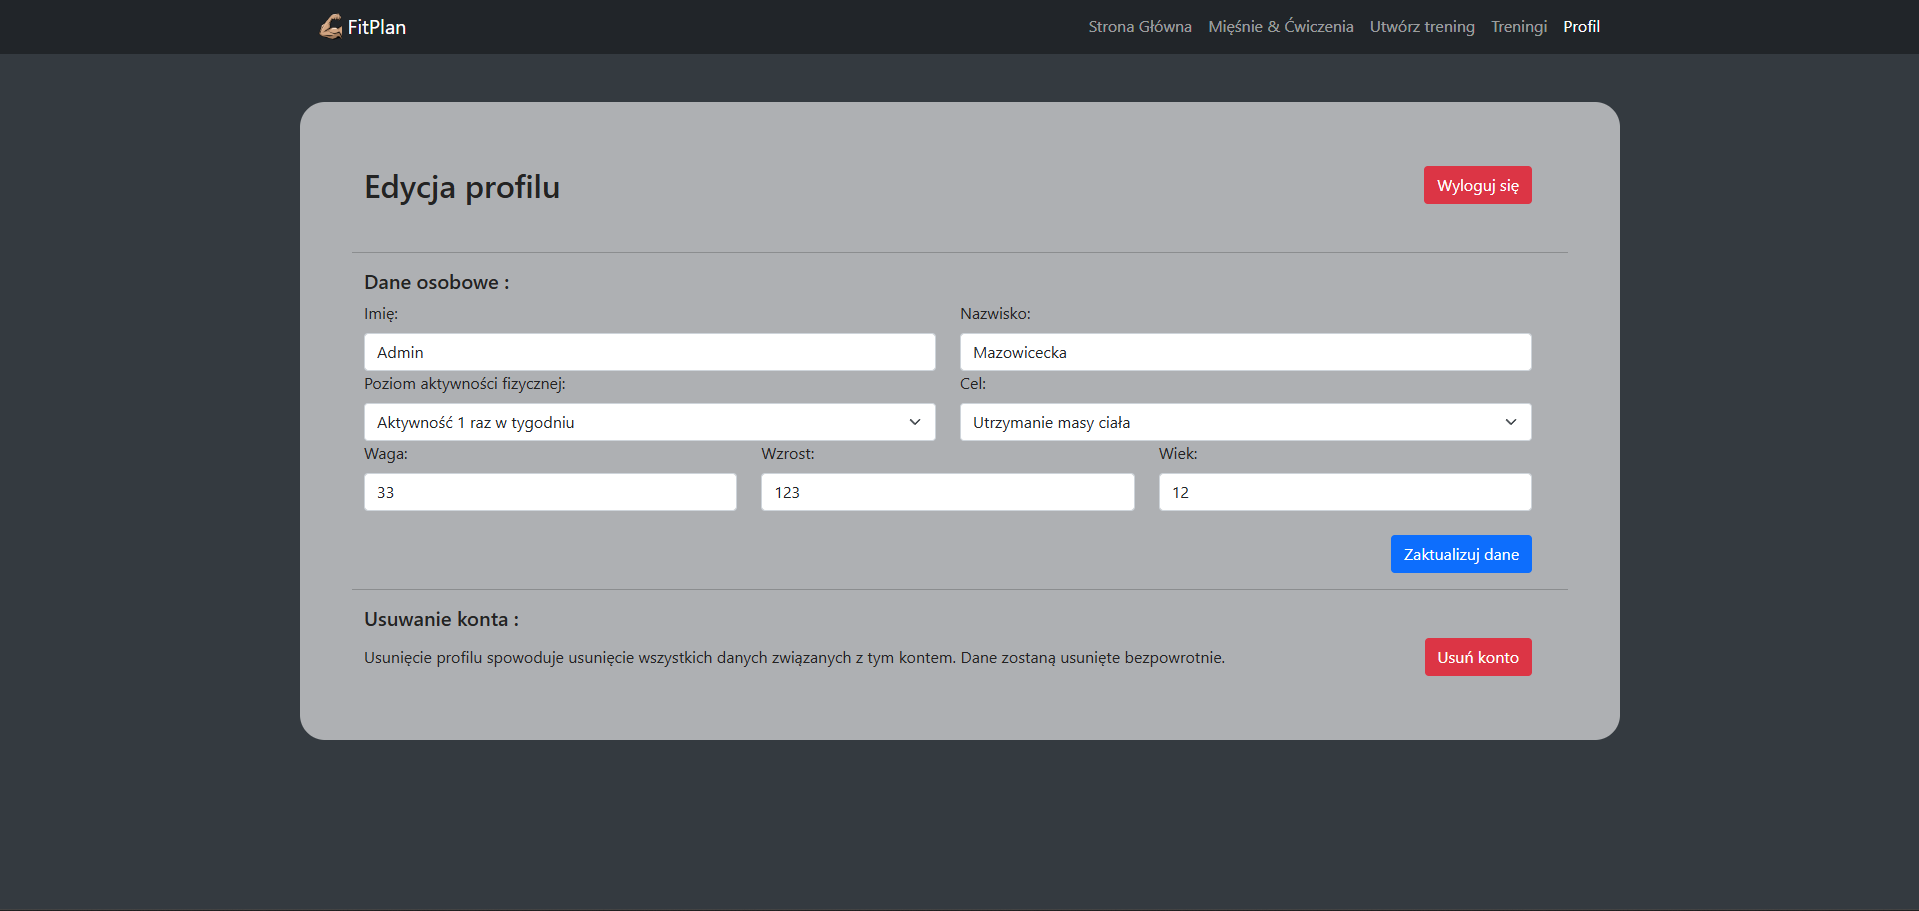 FitPlan
Strona Główna Mięśnie & Ćwiczenia Utwórz trening Treningi Profil
Edycja profilu
Wyloguj się
Dane osobowe :
Imię: Nazwisko:
Admin Mazowicecka
Poziom aktywności fizycznej: Cel:
Aktywność 1 raz w tygodniu Utrzymanie masy ciała
Waga: Wzrost: Wiek:
33 123 12
Zaktualizuj dane
Usuwanie konta :
Usunięcie profilu spowoduje usunięcie wszystkich danych związanych z tym kontem. Dane zostaną usunięte bezpowrotnie.
Usuń konto